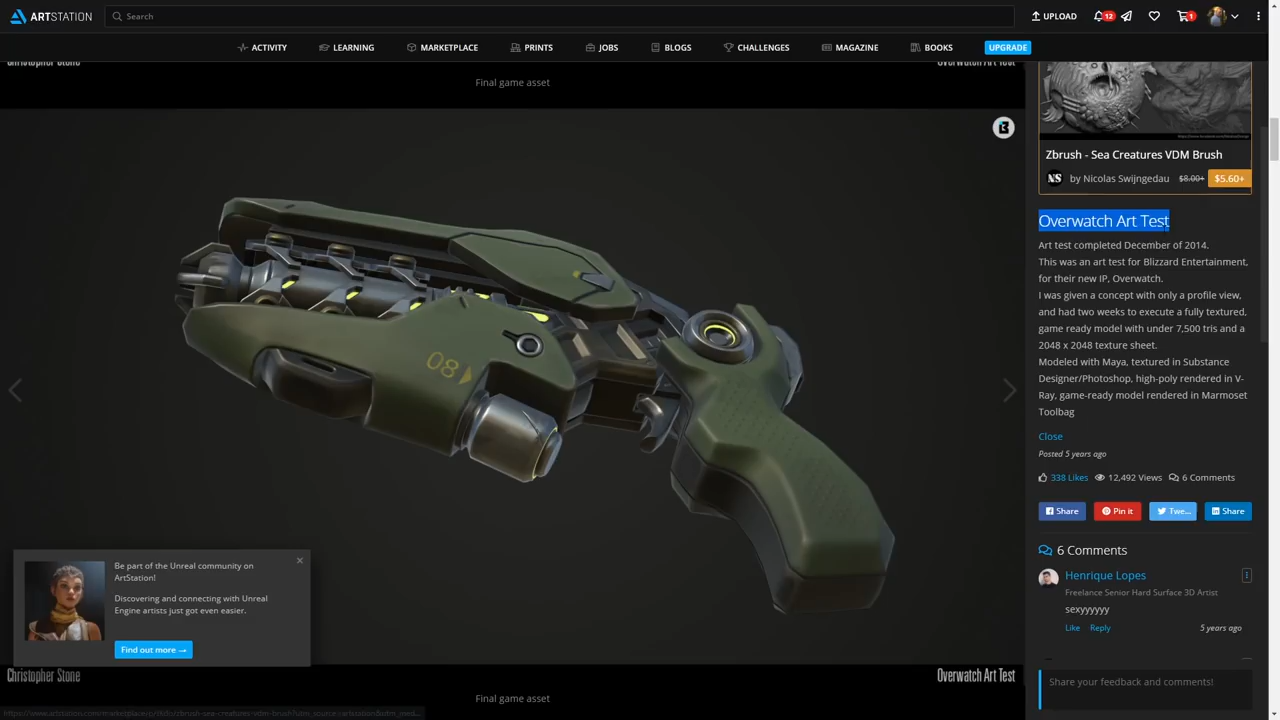 ARTSTATION
Search
UPLOAD
12
1
ACTIVITY
LEARNING
MARKETPLACE
PRINTS
JOBS
BLOGS
CHALLENGES
MAGAZINE
BOOKS
UPGRADE
Christopher Stone
Overwatch Art Test
Final game asset
08
Christopher Stone
Overwatch Art Test
Final game asset
Be part of the Unreal community on
ArtStation!
Discovering and connecting with Unreal
Engine artists just got even easier.
Find out more →
Zbrush - Sea Creatures VDM Brush
NS
by Nicolas Swijngedau
$8.00+
$5.60+
Overwatch Art Test
Art test completed December of 2014.
This was an art test for Blizzard Entertainment,
for their new IP, Overwatch.
I was given a concept with only a profile view,
and had two weeks to execute a fully textured,
game ready model with under 7,500 tris and a
2048 x 2048 texture sheet.
Modeled with Maya, textured in Substance
Designer/Photoshop, high-poly rendered in V-
Ray, game-ready model rendered in Marmoset
Toolbag
Close
Posted 5 years ago
338 Likes
12,492 Views
6 Comments
Share
Pin it
Twe...
Share
6 Comments
Henrique Lopes
Freelance Senior Hard Surface 3D Artist
sexyyyyyy
Like
Reply
5 years ago
Share your feedback and comments!